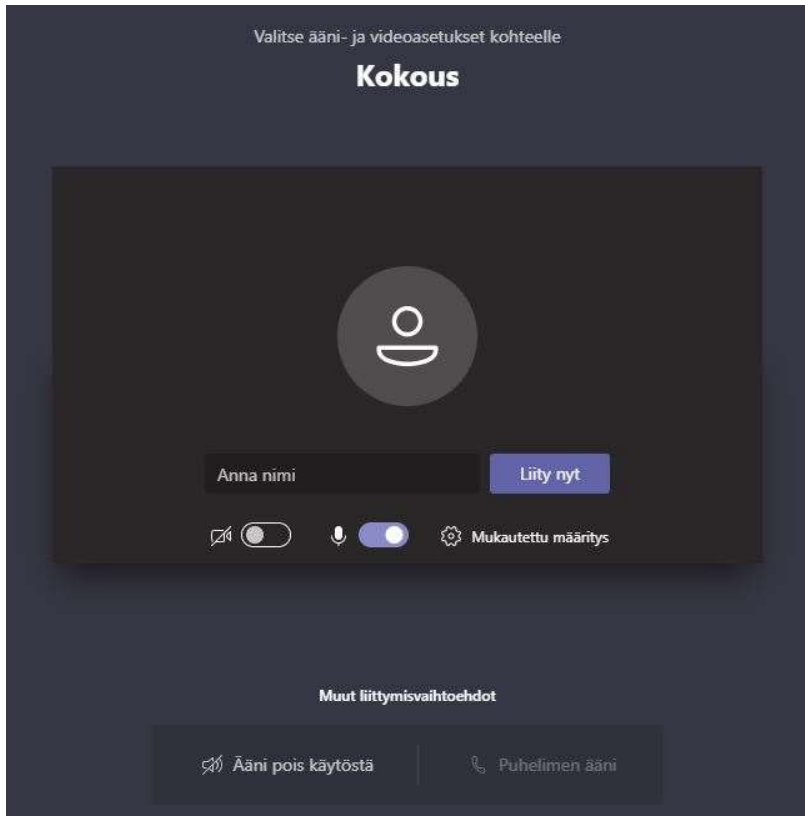 Valitse ääni- ja videoasetukset kohteelle
Kokous
Anna nimi
Liity nyt
Mukautettu määritys
Muut liittymisvaihtoehdot
Ääni pois käytöstä
Puhelimen ääni